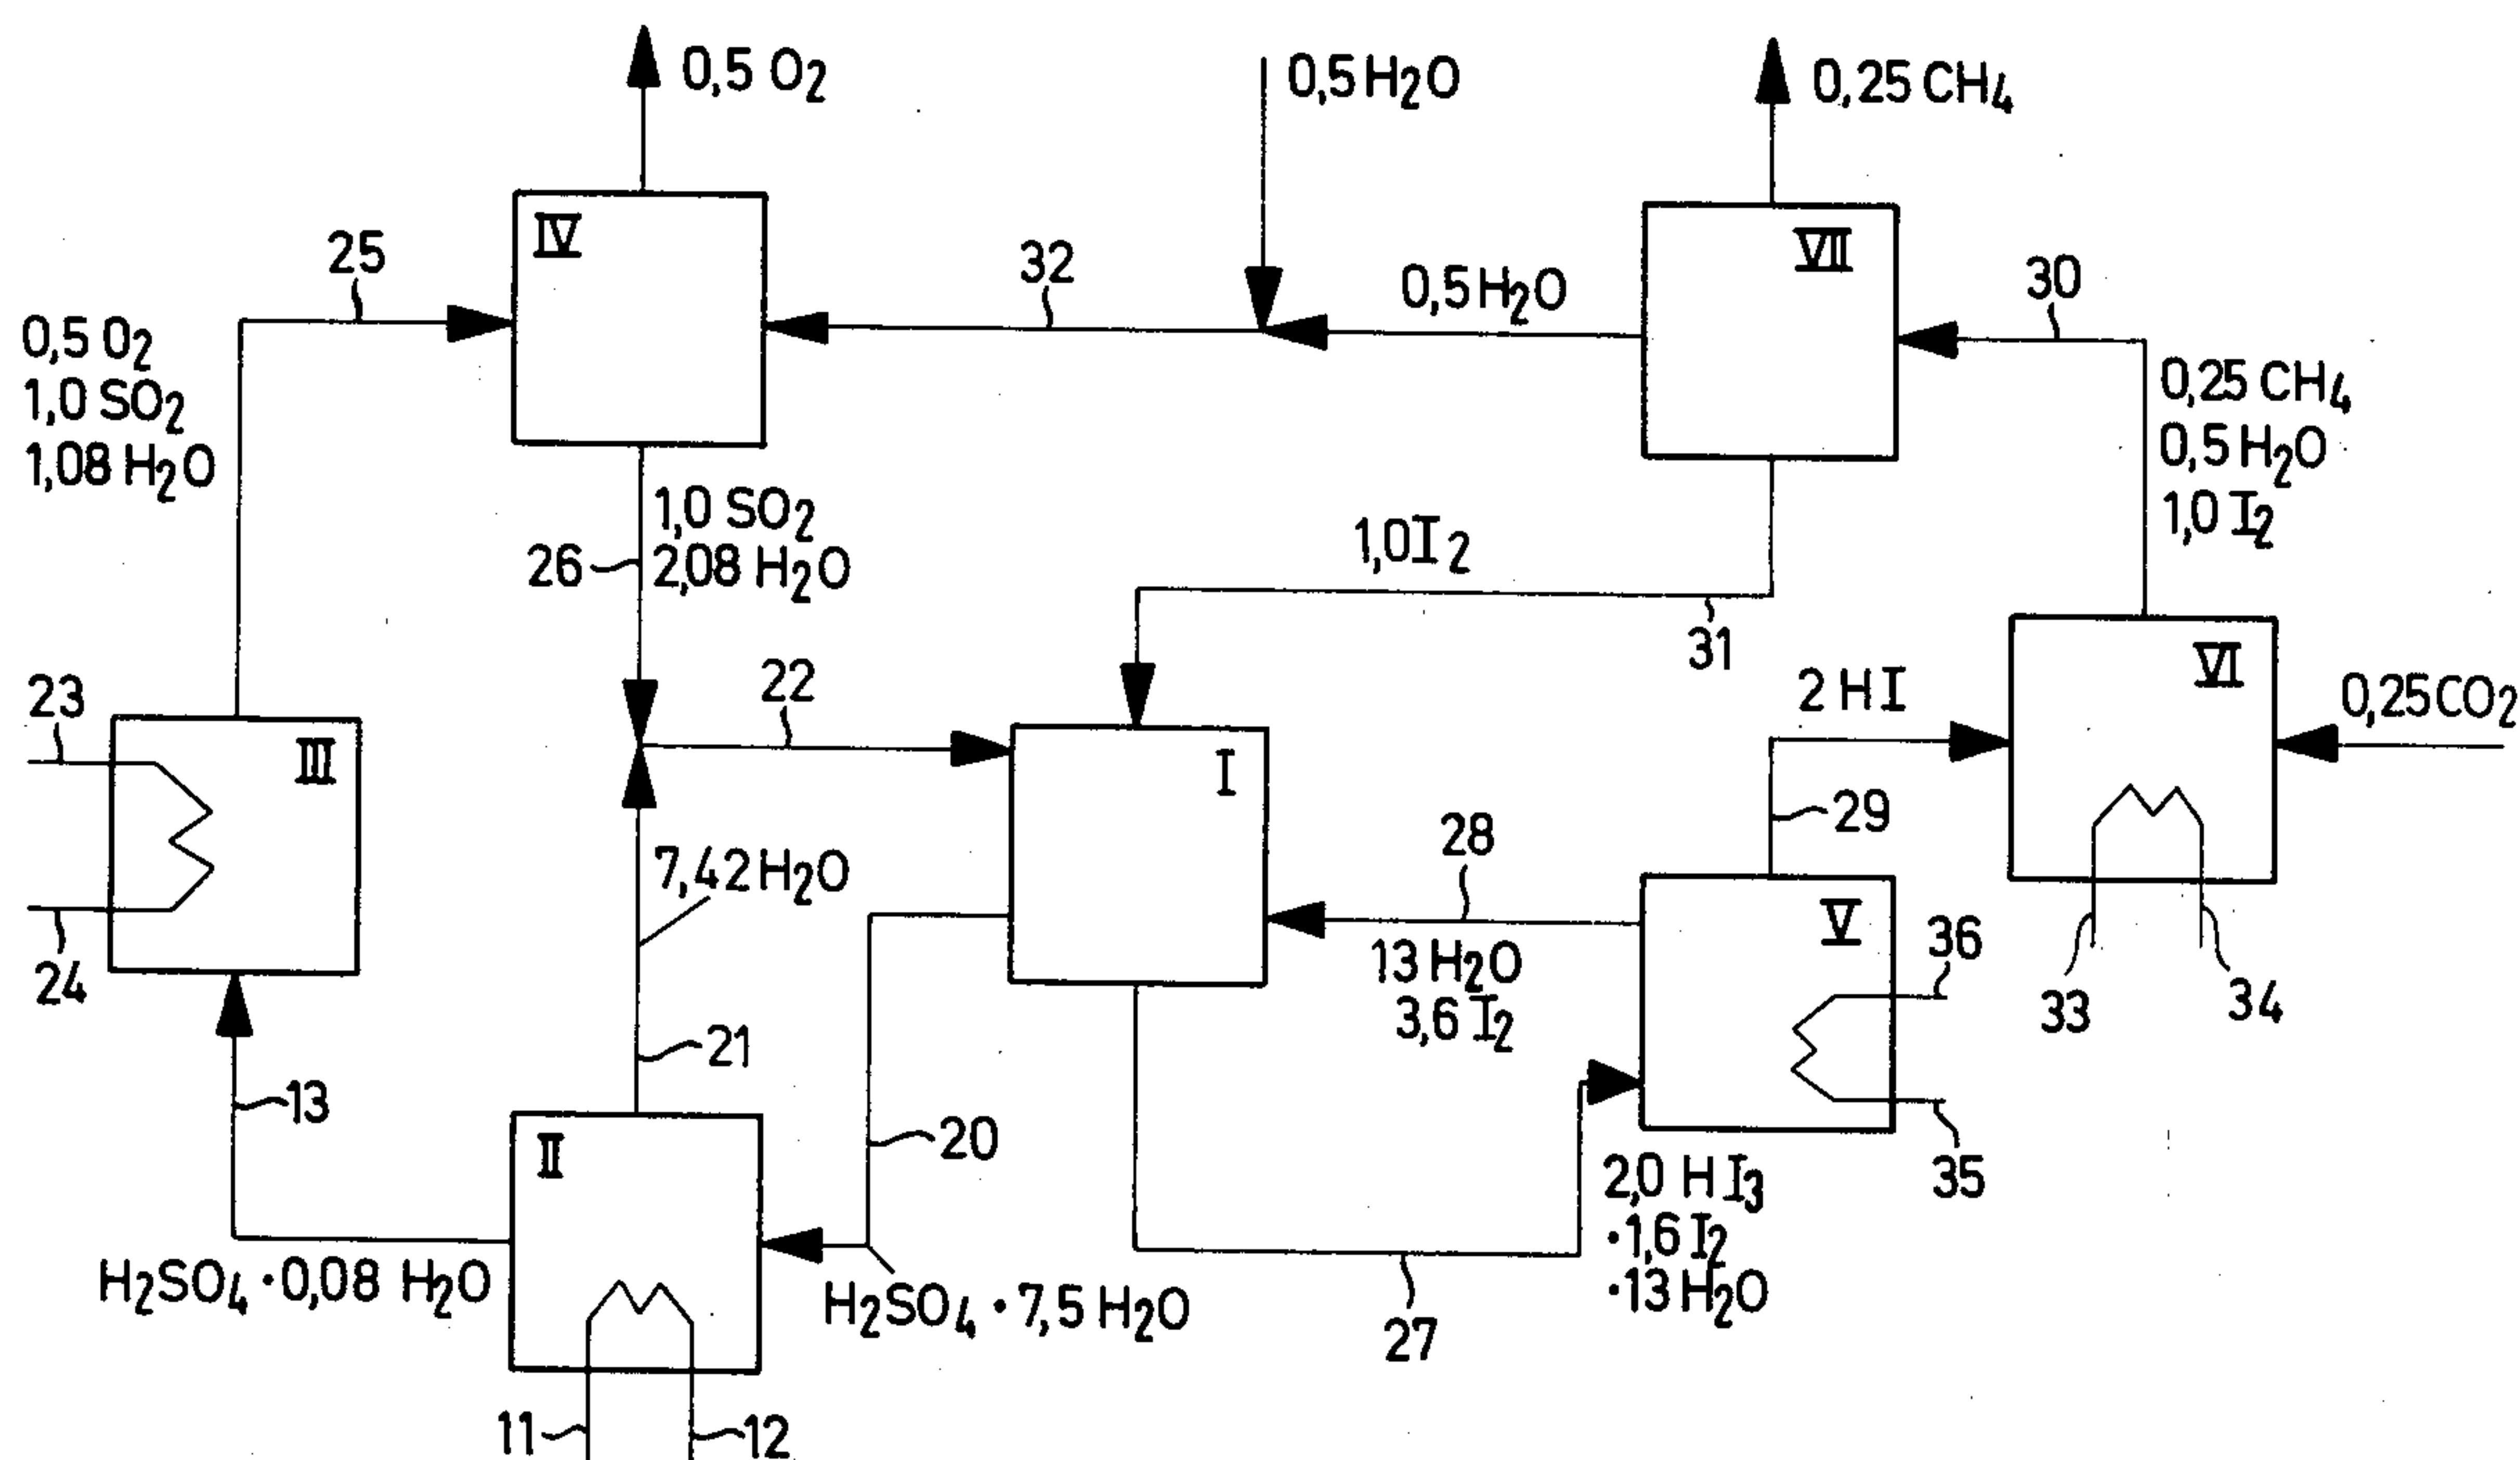 0,5 O2
0,5 H2O
0,25 CH4
IV
VII
25
32
0,5 H2O
30
0,5 O2
1,0 SO2
1,08 H2O
0,25 CH4
0,5 H2O
1,0 I2
1,0 SO2
2,08 H2O
26
1,0 I2
31
23
III
22
I
2 HI
VI
0,25 CO2
29
28
7,42 H2O
V
36
13 H2O
3,6 I2
24
33
34
21
13
20
II
2,0 HI3
·1,6 I2
·13 H2O
35
H2SO4 · 0,08 H2O
H2SO4 · 7,5 H2O
27
11
12